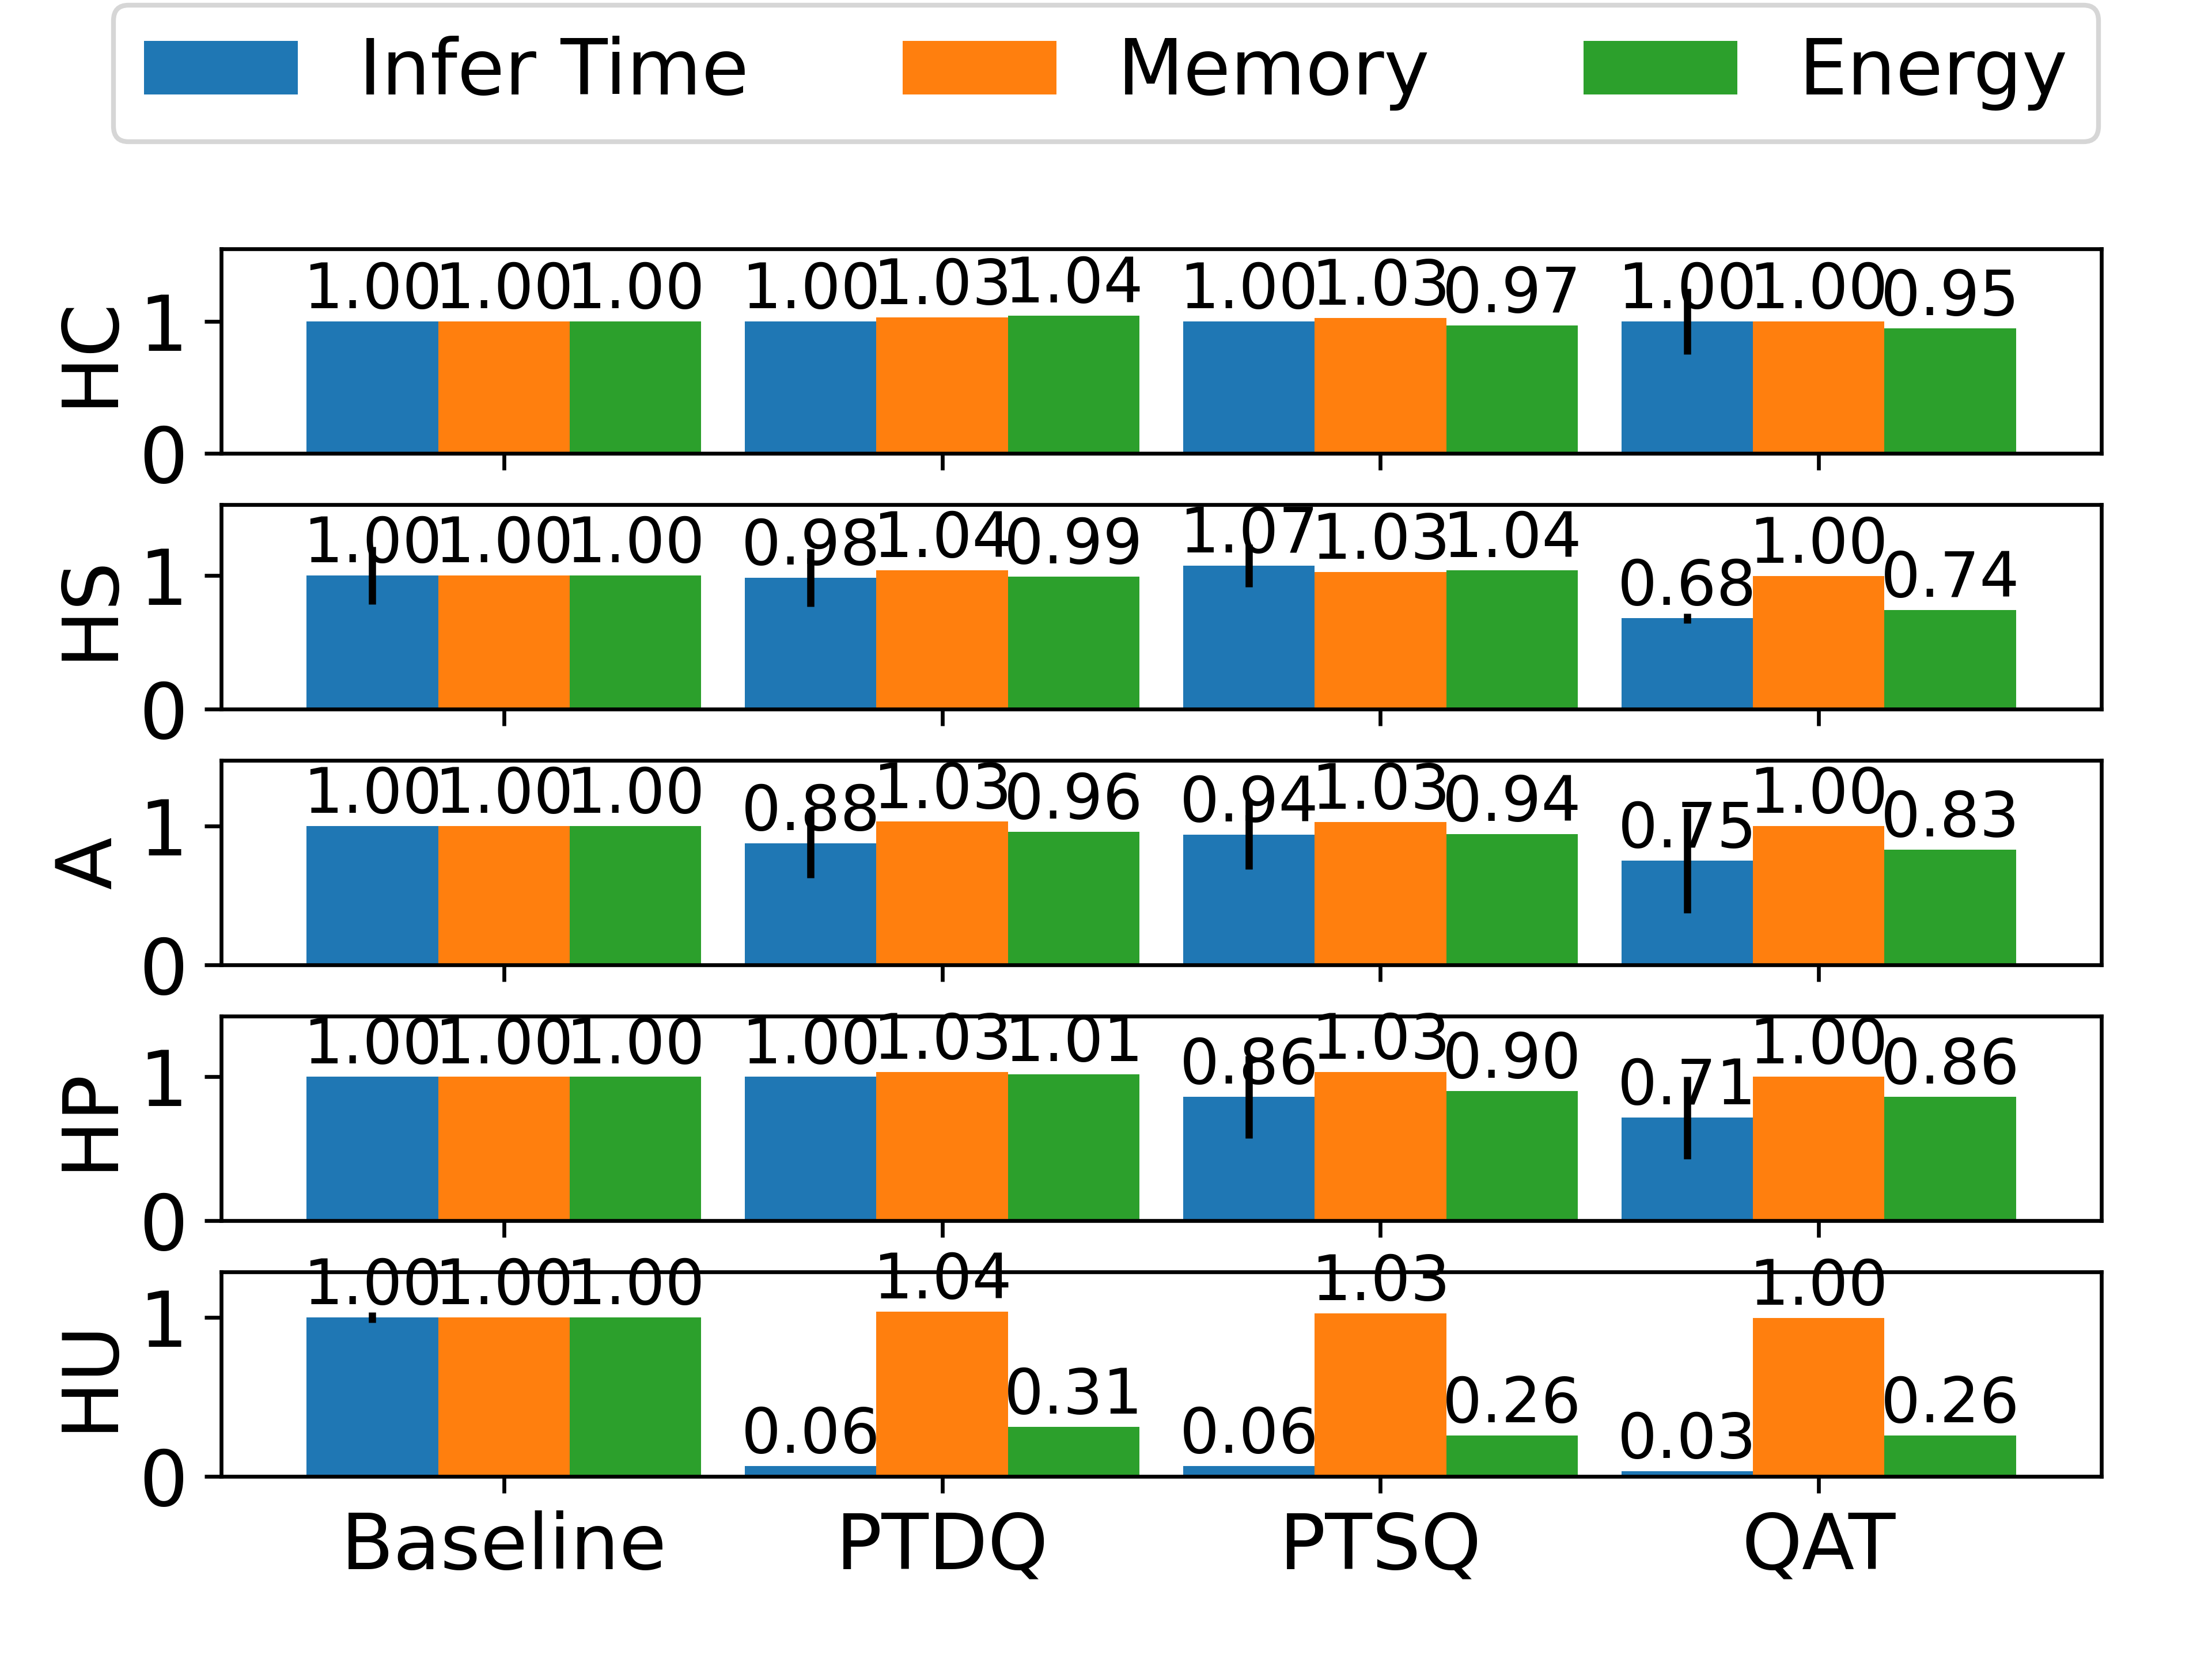 Infer Time Memory Energy
HC
1
0
1.00 1.00 1.00 1.00 1.03 1.04 1.00 1.03 0.97 1.00 1.00 0.95
HS
1
0
1.00 1.00 1.00 0.98 1.04 0.99 1.07 1.03 1.04 0.68 1.00 0.74
A
1
0
1.00 1.00 1.00 0.88 1.03 0.96 0.94 1.03 0.94 0.75 1.00 0.83
HP
1
0
1.00 1.00 1.00 1.00 1.03 1.01 0.86 1.03 0.90 0.71 1.00 0.86
HU
1
0
1.00 1.00 1.00 0.06 1.04 0.31 0.06 1.03 0.26 0.03 1.00 0.26
Baseline PTDQ PTSQ QAT